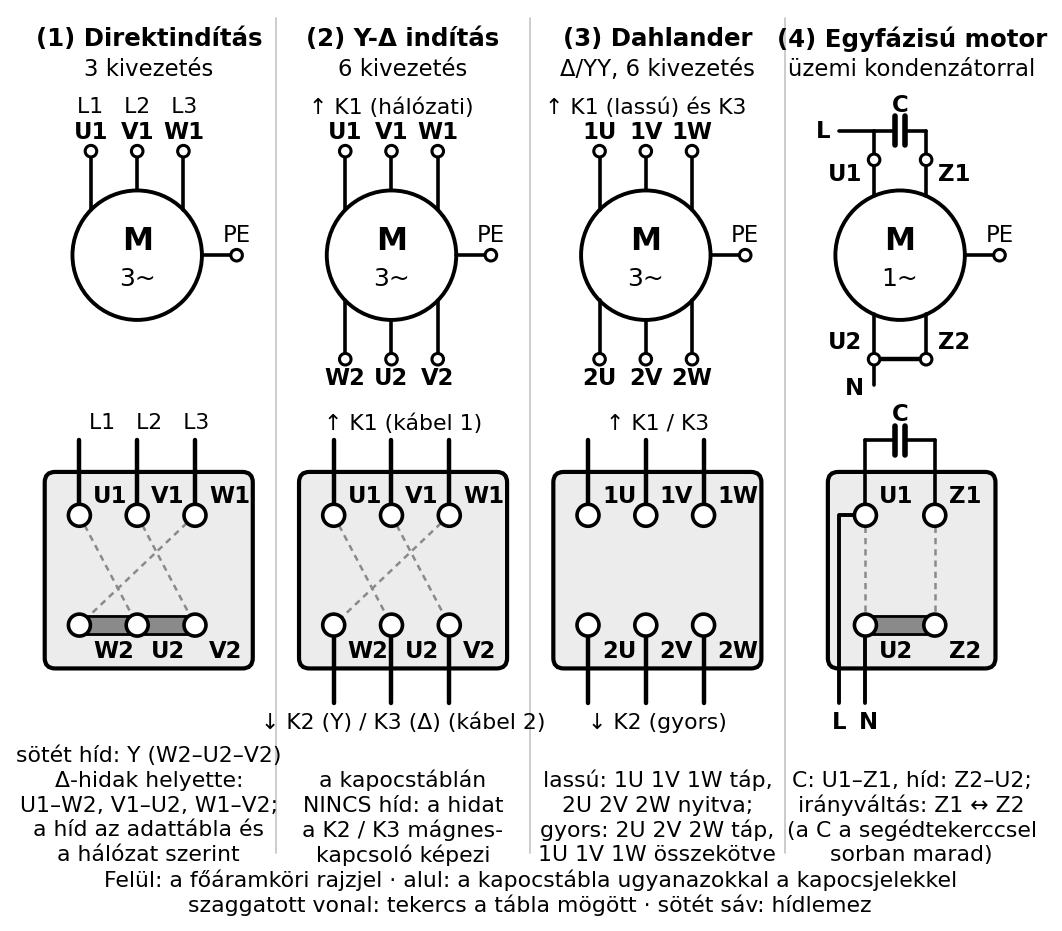 (1) Direktindítás
3 kivezetés
L1 L2 L3
U1 V1 W1
M
3~
PE
L1 L2 L3
U1 V1 W1
W2 U2 V2
sötét híd: Y (W2–U2–V2)
Δ-hidak helyette:
U1–W2, V1–U2, W1–V2;
a híd az adattábla és
a hálózat szerint
(2) Y-Δ indítás
6 kivezetés
↑ K1 (hálózati)
U1 V1 W1
M
3~
PE
W2 U2 V2
↑ K1 (kábel 1)
U1 V1 W1
W2 U2 V2
↓ K2 (Y) / K3 (Δ) (kábel 2)
a kapocstáblán
NINCS híd: a hidat
a K2 / K3 mágnes-
kapcsoló képezi
(3) Dahlander
Δ/YY, 6 kivezetés
↑ K1 (lassú) és K3
1U 1V 1W
M
3~
PE
2U 2V 2W
↑ K1 / K3
1U 1V 1W
2U 2V 2W
↓ K2 (gyors)
lassú: 1U 1V 1W táp,
2U 2V 2W nyitva;
gyors: 2U 2V 2W táp,
1U 1V 1W összekötve
(4) Egyfázisú motor
üzemi kondenzátorral
C
L
U1 Z1
M
1~
PE
U2 Z2
N
C
U1 Z1
U2 Z2
L N
C: U1–Z1, híd: Z2–U2;
irányváltás: Z1 ↔ Z2
(a C a segédtekerccsel
sorban marad)
Felül: a főáramköri rajzjel · alul: a kapocstábla ugyanazokkal a kapocsjelekkel
szaggatott vonal: tekercs a tábla mögött · sötét sáv: hídlemez